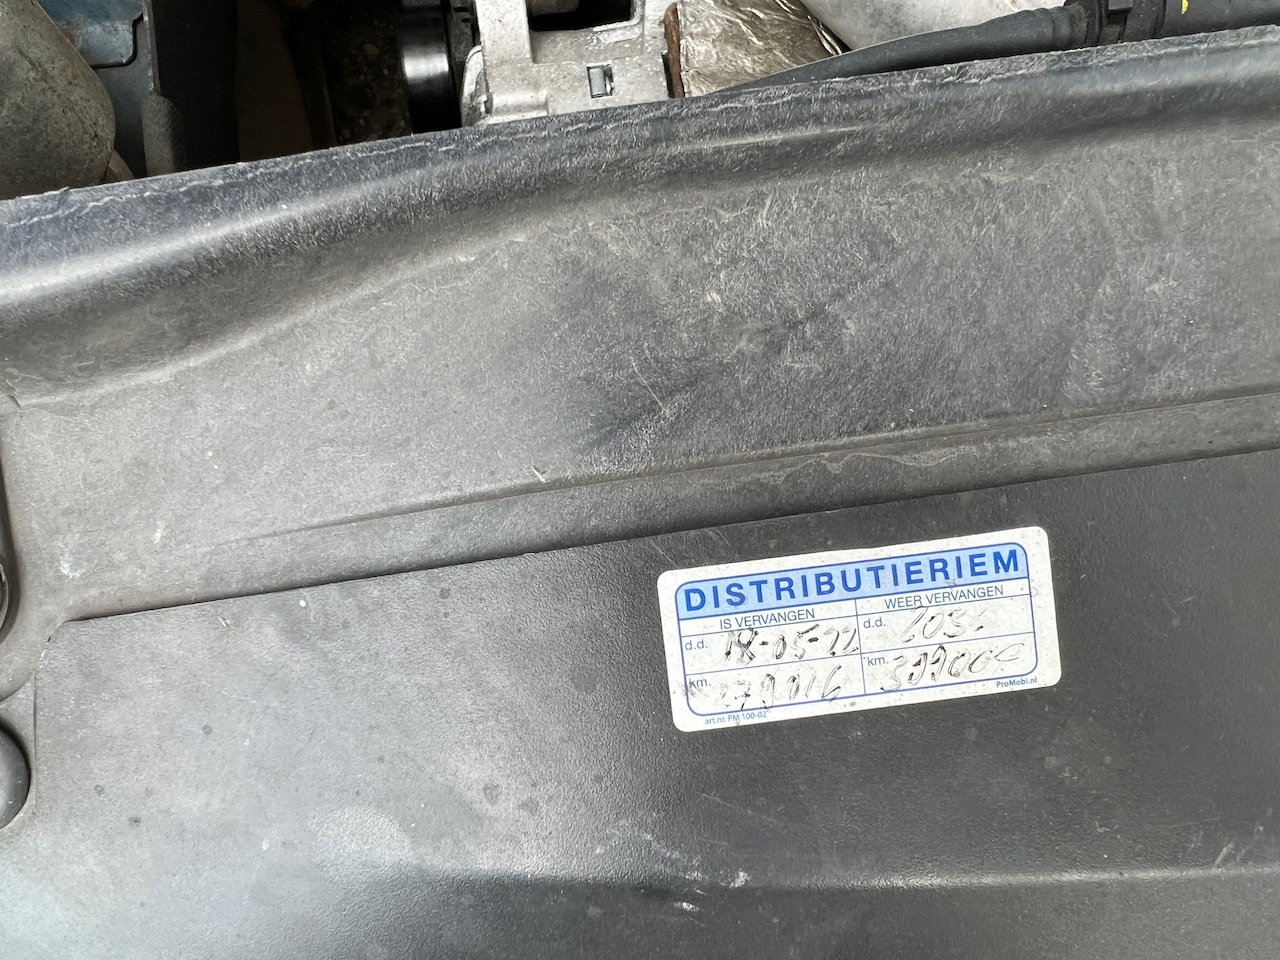 DISTRIBUTIERIEM
IS VERVANGEN
WEER VERVANGEN
d.d. 18-05-22
d.d.
km.
km.
art.nr. PM 100-02
ProMobi.nl